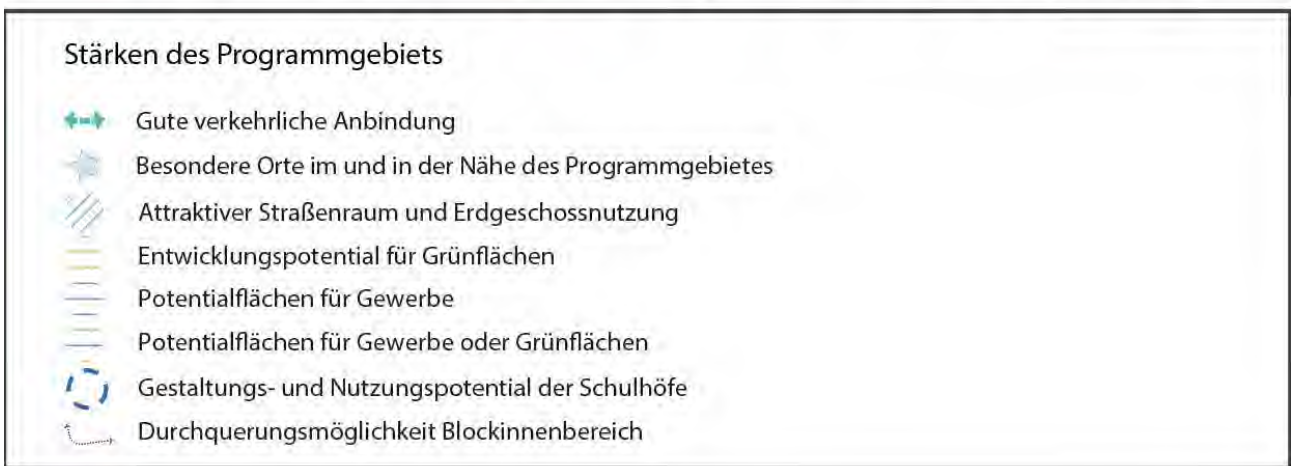 Stärken des Programmgebiets
Gute verkehrliche Anbindung
Besondere Orte im und in der Nähe des Programmgebietes
Attraktiver Straßenraum und Erdgeschossnutzung
Entwicklungspotential für Grünflächen
Potentialflächen für Gewerbe
Potentialflächen für Gewerbe oder Grünflächen
Gestaltungs- und Nutzungspotential der Schulhöfe
Durchquerungsmöglichkeit Blockinnenbereich